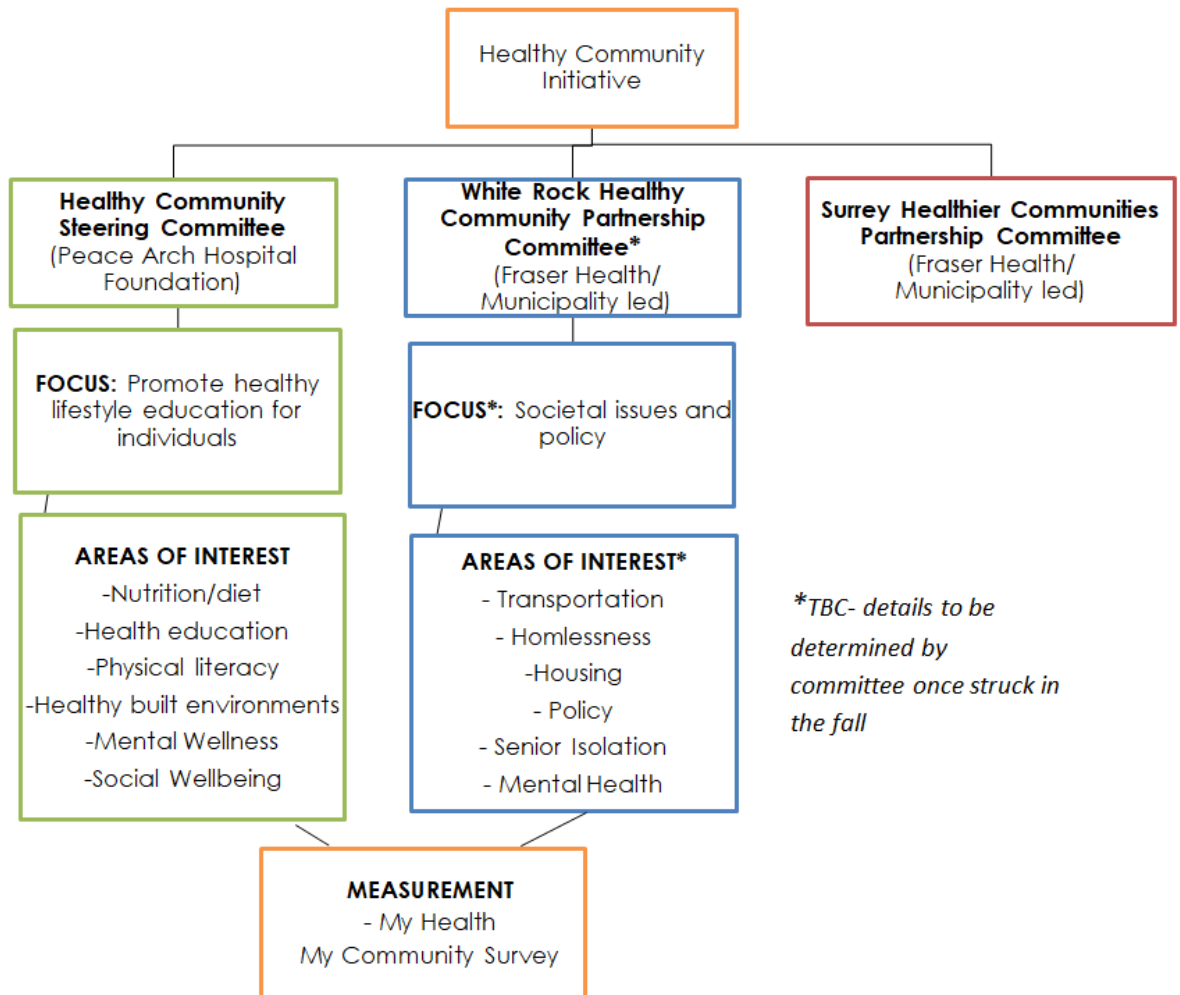 Healthy Community
Initiative
Healthy Community
Steering Committee
(Peace Arch Hospital
Foundation)
White Rock Healthy
Community Partnership
Committee*
(Fraser Health/
Municipality led)
Surrey Healthier Communities
Partnership Committee
(Fraser Health/
Municipality led)
FOCUS: Promote healthy
lifestyle education for
individuals
FOCUS*: Societal issues and
policy
AREAS OF INTEREST
-Nutrition/diet
-Health education
-Physical literacy
-Healthy built environments
-Mental Wellness
-Social Wellbeing
AREAS OF INTEREST*
- Transportation
- Homlessness
-Housing
- Policy
- Senior Isolation
- Mental Health
*TBC- details to be
determined by
committee once struck in
the fall
MEASUREMENT
- My Health
My Community Survey